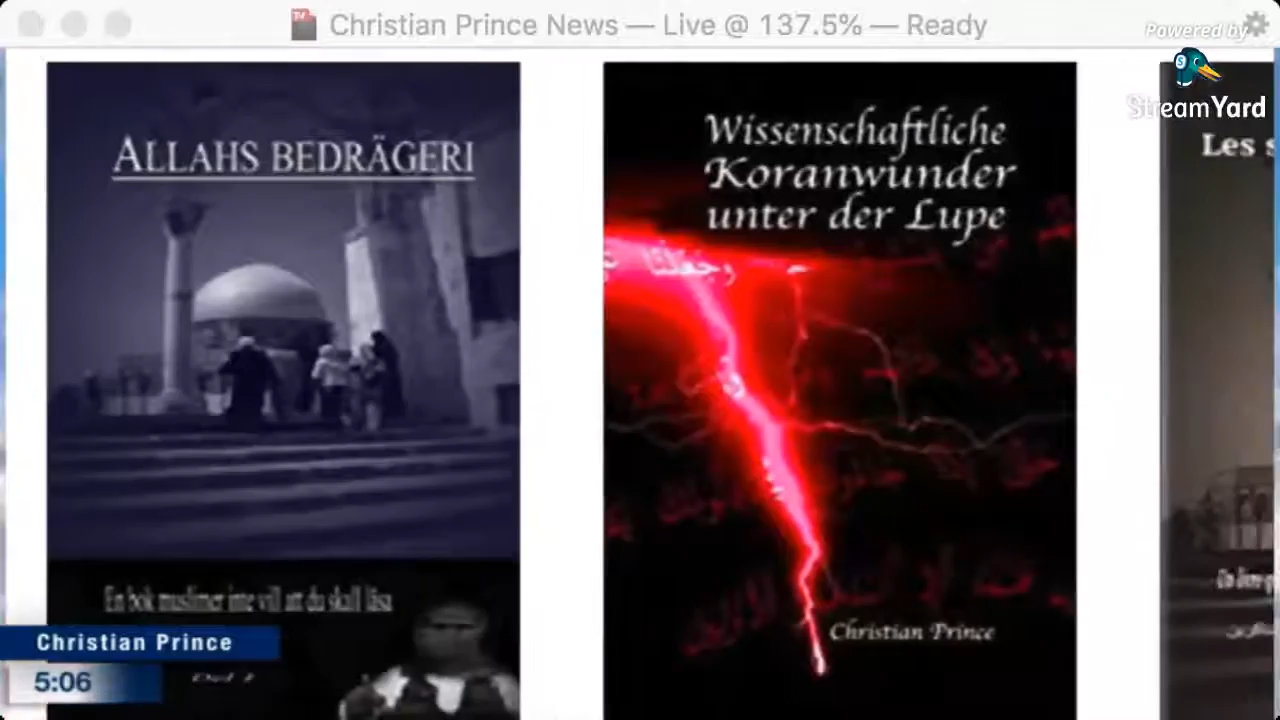 Christian Prince News — Live @ 137.5% — Ready
Powered by
StreamYard
ALLAHS BEDRÄGERI
En bok muslimer inte vill att du skall läsa
Wissenschaftliche
Koranwunder
unter der Lupe
Christian Prince
Les
Christian Prince
5:06